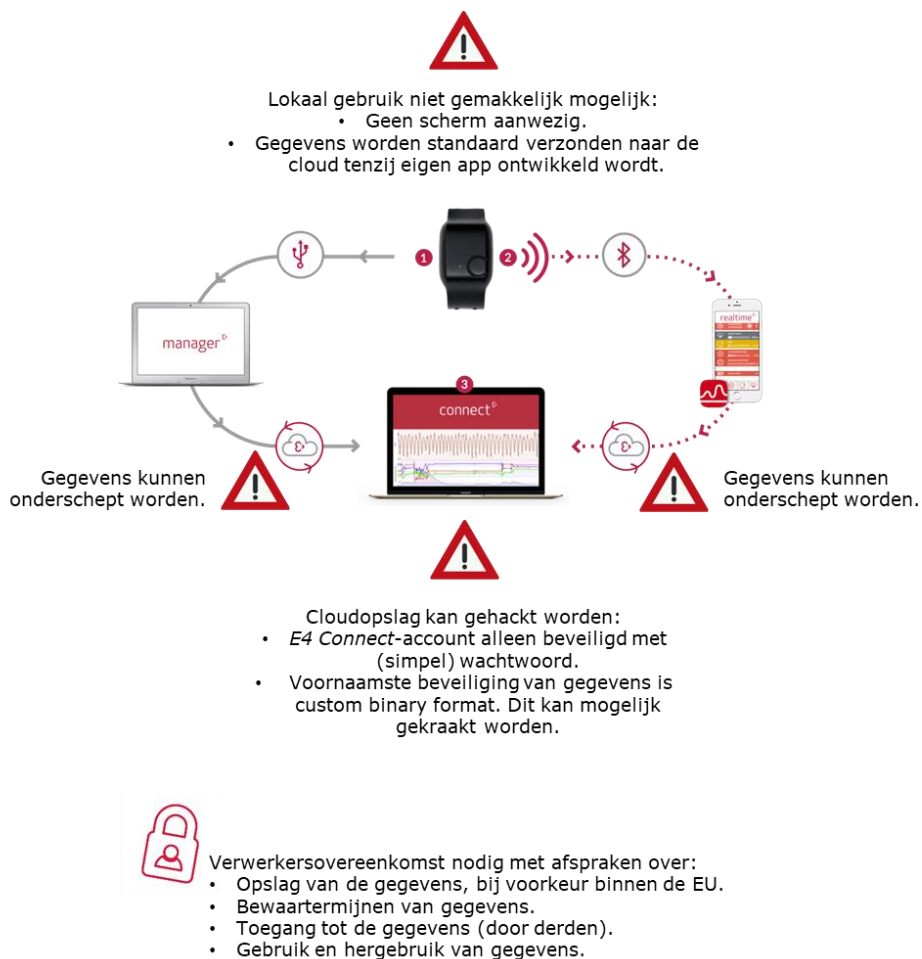 Lokaal gebruik niet gemakkelijk mogelijk:
• Geen scherm aanwezig.
• Gegevens worden standaard verzonden naar de
cloud tenzij eigen app ontwikkeld wordt.
1
2
manager
realtime
3
connect
Gegevens kunnen
onderschept worden.
Gegevens kunnen
onderschept worden.
Cloudopslag kan gehackt worden:
• E4 Connect-account alleen beveiligd met
(simpel) wachtwoord.
• Voornaamste beveiliging van gegevens is
custom binary format. Dit kan mogelijk
gekraakt worden.
Verwerkersovereenkomst nodig met afspraken over:
• Opslag van de gegevens, bij voorkeur binnen de EU.
• Bewaartermijnen van gegevens.
• Toegang tot de gegevens (door derden).
• Gebruik en hergebruik van gegevens.